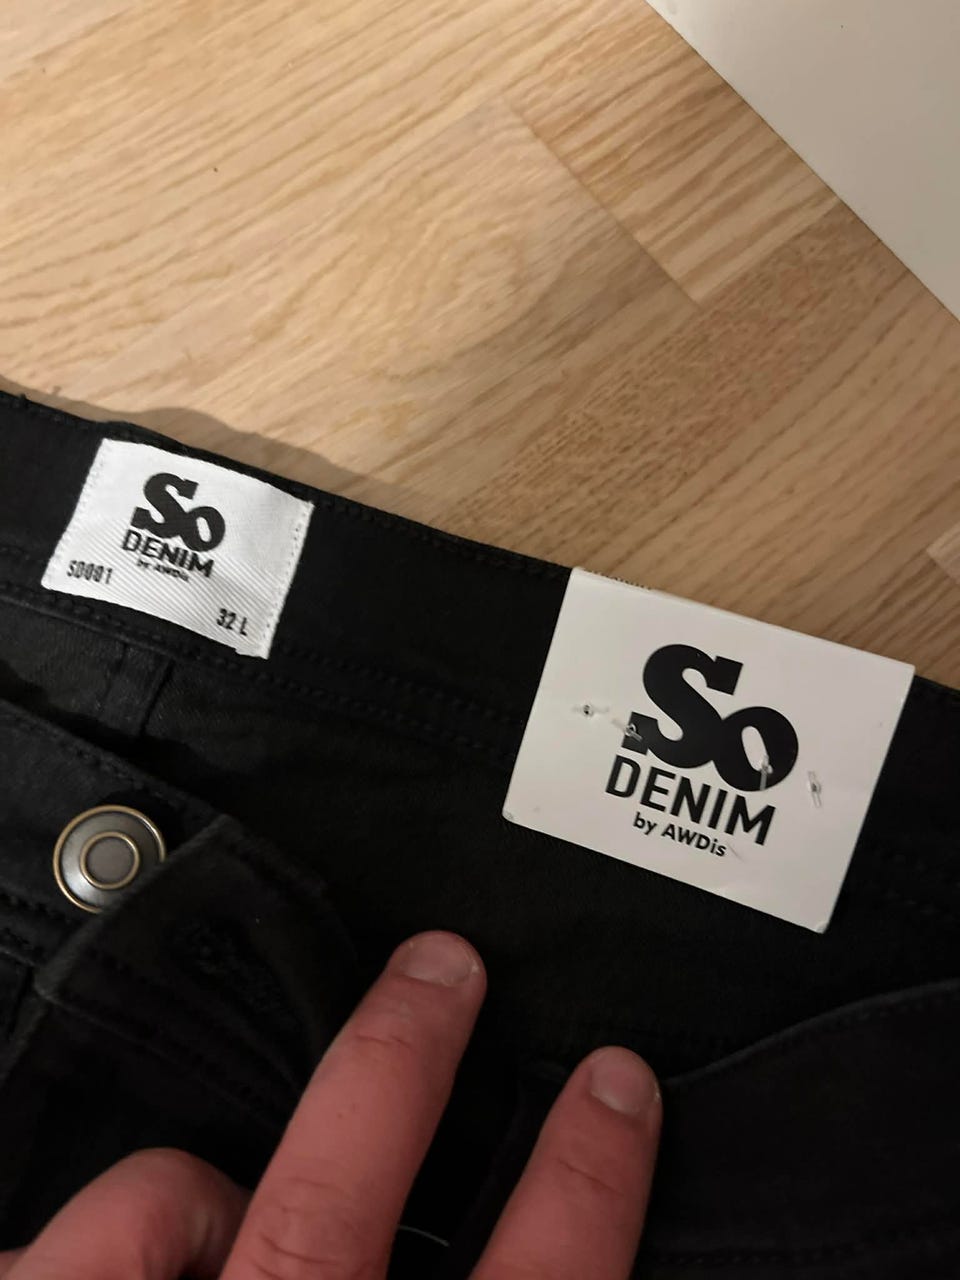 So
DENIM
by AWDis
SD001
32 L
So
DENIM
by AWDis